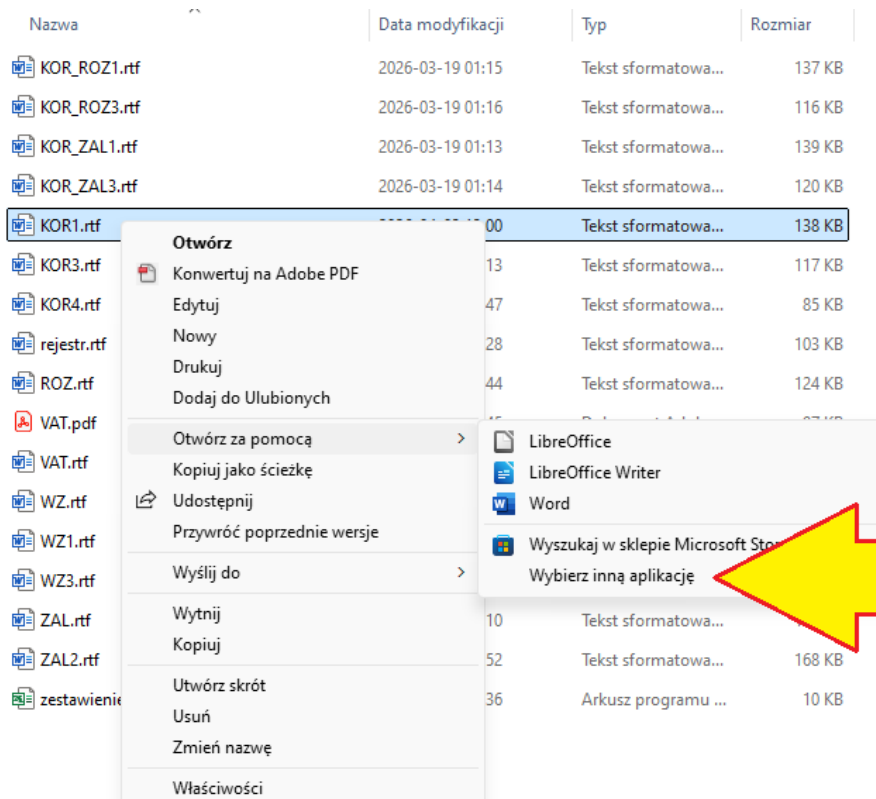 Nazwa Data modyfikacji Typ Rozmiar
KOR_ROZ1.rtf 2026-03-19 01:15 Tekst sformatowa... 137 KB
KOR_ROZ3.rtf 2026-03-19 01:16 Tekst sformatowa... 116 KB
KOR_ZAL1.rtf 2026-03-19 01:13 Tekst sformatowa... 139 KB
KOR_ZAL3.rtf 2026-03-19 01:14 Tekst sformatowa... 120 KB
KOR1.rtf 00 Tekst sformatowa... 138 KB
KOR3.rtf 13 Tekst sformatowa... 117 KB
KOR4.rtf 47 Tekst sformatowa... 85 KB
rejestr.rtf 28 Tekst sformatowa... 103 KB
ROZ.rtf 44 Tekst sformatowa... 124 KB
VAT.pdf
VAT.rtf
WZ.rtf
WZ1.rtf
WZ3.rtf
ZAL.rtf 10 Tekst sformatowa...
ZAL2.rtf 52 Tekst sformatowa... 168 KB
zestawienie 36 Arkusz programu ... 10 KB
Otwórz
Konwertuj na Adobe PDF
Edytuj
Nowy
Drukuj
Dodaj do Ulubionych
Otwórz za pomocą
Kopiuj jako ścieżkę
Udostępnij
Przywróć poprzednie wersje
Wyślij do
Wytnij
Kopiuj
Utwórz skrót
Usuń
Zmień nazwę
Właściwości
LibreOffice
LibreOffice Writer
Word
Wyszukaj w sklepie Microsoft Stor
Wybierz inną aplikację